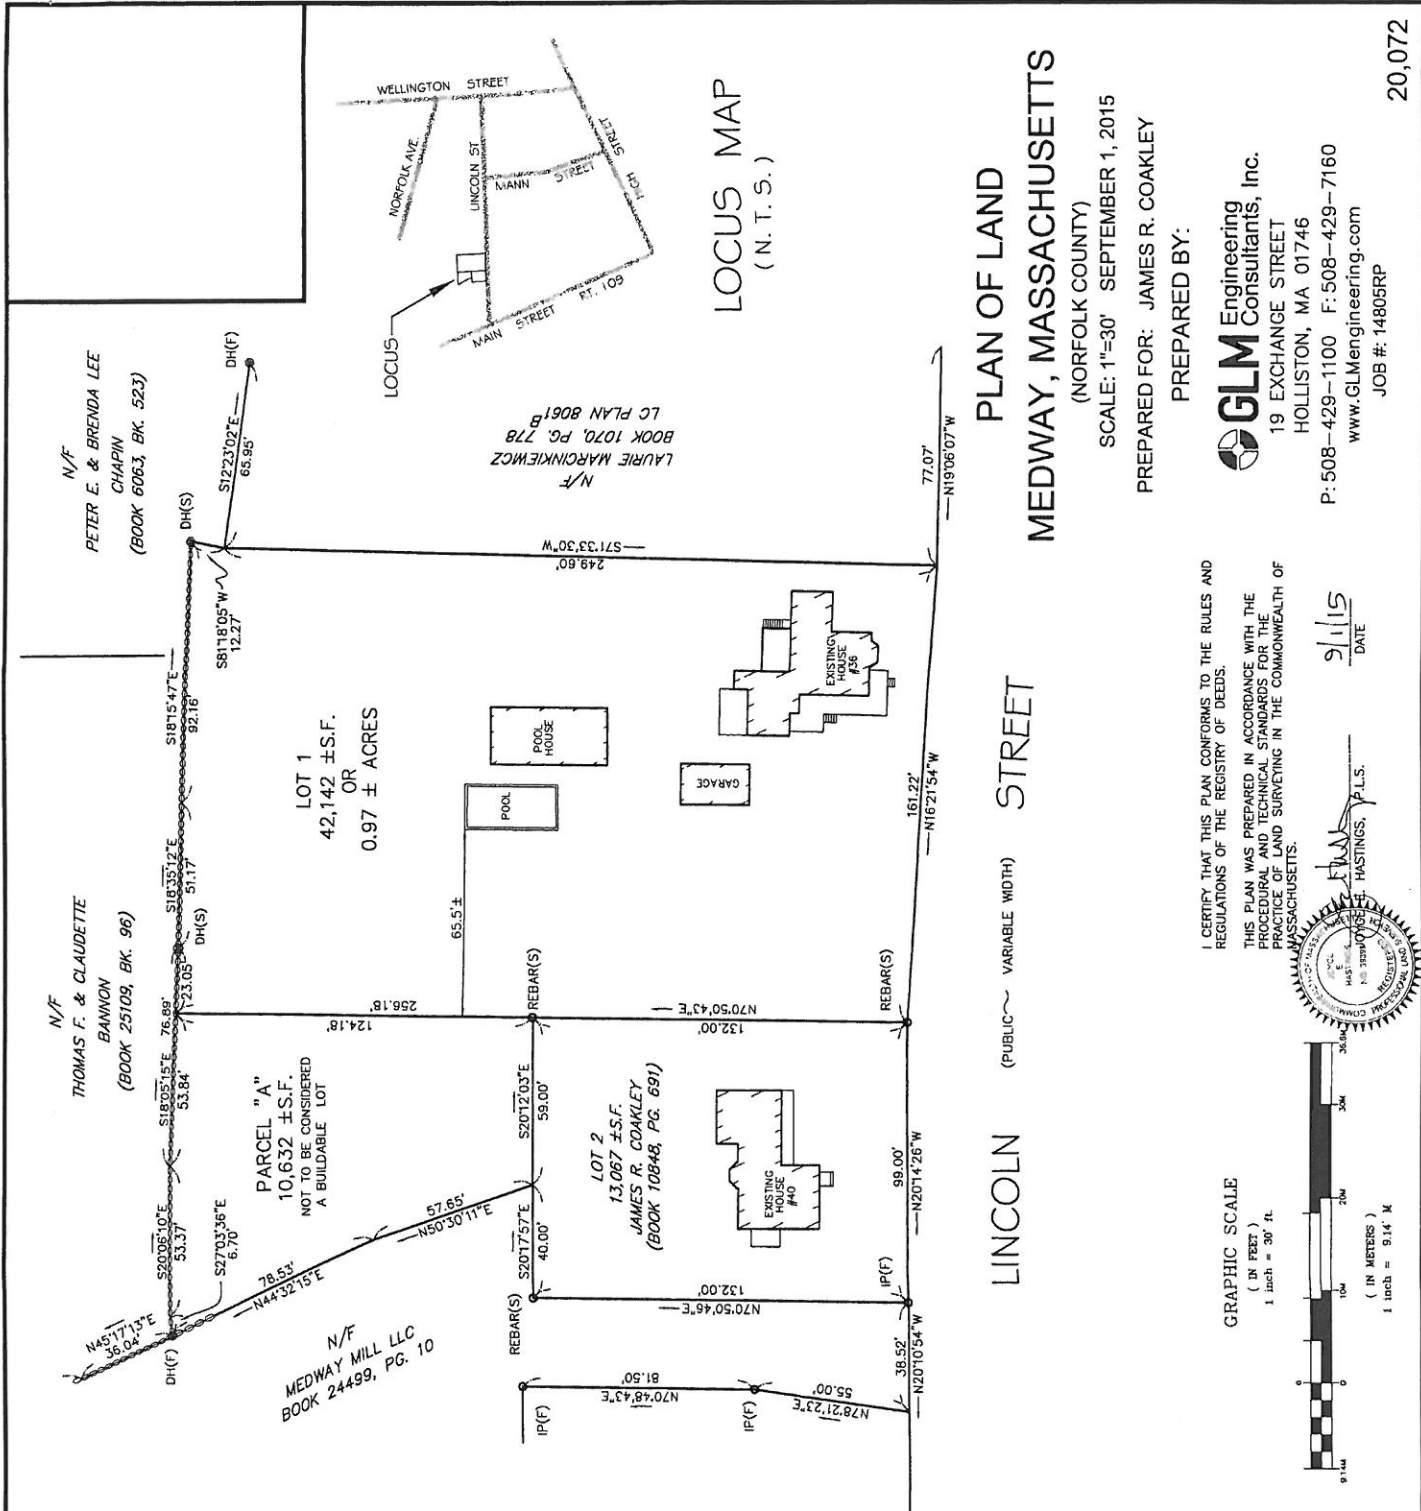 N/F
THOMAS F. & CLAUDETTE
BANNON
(BOOK 25109, BK. 96)
N/F
PETER E. & BRENDA LEE
CHAPIN
(BOOK 6063, BK. 523)
N45°17'13"E
36.04'
DH(F)
S20°06'10"E
53.37'
S27°03'36"E
6.70'
S18°05'15"E
53.84'
76.89'
23.05'
DH(S)
S18°35'12"E
51.17'
S18°15'47"E
92.16'
DH(S)
S81°18'05"W
12.27'
S12°23'02"E
65.95'
DH(F)
78.53'
N44°32'15"E
57.65'
N50°30'11"E
PARCEL "A"
10,632 ±S.F.
NOT TO BE CONSIDERED
A BUILDABLE LOT
LOT 1
42,142 ±S.F.
OR
0.97 ± ACRES
256.18'
124.18'
65.5'±
POOL
POOL
HOUSE
GARAGE
EXISTING
HOUSE
#36
S71°33'30"W
249.60'
N/F
LAURIE MARCINKIEWICZ
BOOK 1070, PG. 778
LC PLAN 8061B
N/F
MEDWAY MILL LLC
BOOK 24499, PG. 10
REBAR(S)
S20°17'57"E
40.00'
S20°12'03"E
59.00'
REBAR(S)
LOT 2
13,067 ±S.F.
JAMES R. COAKLEY
(BOOK 10848, PG. 691)
EXISTING
HOUSE
#40
132.00'
N70°50'46"E
132.00'
N70°50'43"E
IP(F)
81.50'
N70°48'43"E
IP(F)
55.00'
N78°21'23"E
IP(F)
REBAR(S)
38.52'
N20°10'54"W
99.00'
N20°14'26"W
161.22'
N16°21'54"W
77.07'
N19°06'07"W
LINCOLN (PUBLIC~ VARIABLE WIDTH) STREET
LOCUS
WELLINGTON STREET
NORFOLK AVE.
LINCOLN ST
MANN STREET
HIGH STREET
MAIN STREET RT. 109
LOCUS MAP
(N.T.S.)
PLAN OF LAND
MEDWAY, MASSACHUSETTS
(NORFOLK COUNTY)
SCALE: 1"=30' SEPTEMBER 1, 2015
PREPARED FOR: JAMES R. COAKLEY
PREPARED BY:
GLM Engineering
Consultants, Inc.
19 EXCHANGE STREET
HOLLISTON, MA 01746
P:508-429-1100 F:508-429-7160
www.GLMengineering.com
JOB #: 14805RP
20,072
I CERTIFY THAT THIS PLAN CONFORMS TO THE RULES AND
REGULATIONS OF THE REGISTRY OF DEEDS.
THIS PLAN WAS PREPARED IN ACCORDANCE WITH THE
PROCEDURAL AND TECHNICAL STANDARDS FOR THE
PRACTICE OF LAND SURVEYING IN THE COMMONWEALTH OF
MASSACHUSETTS.
HASTINGS, P.L.S.
9/1/15
DATE
GRAPHIC SCALE
( IN FEET )
1 inch = 30' ft.
0
9.14M 0 10M 20M 30M 36.6M
( IN METERS )
1 inch = 9.14' M